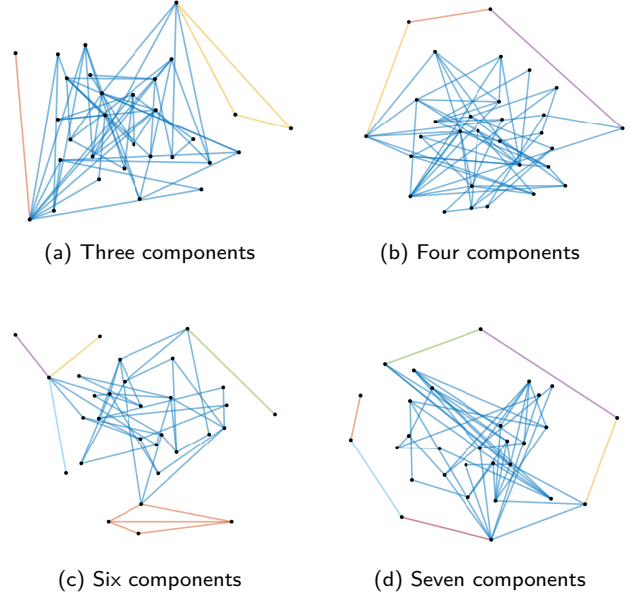 (a) Three components
(b) Four components
(c) Six components
(d) Seven components